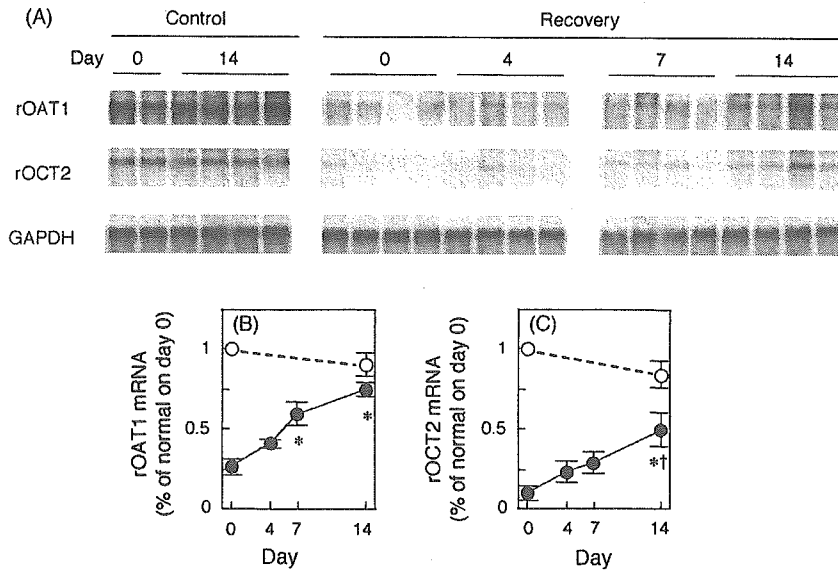 (A)
Control
Recovery
Day 0 14 0 4 7 14
rOAT1
rOCT2
GAPDH
(B)
rOAT1 mRNA
(% of normal on day 0)
1
0.5
0
*
*
0 4 7 14
Day
(C)
rOCT2 mRNA
(% of normal on day 0)
1
0.5
0
*†
0 4 7 14
Day